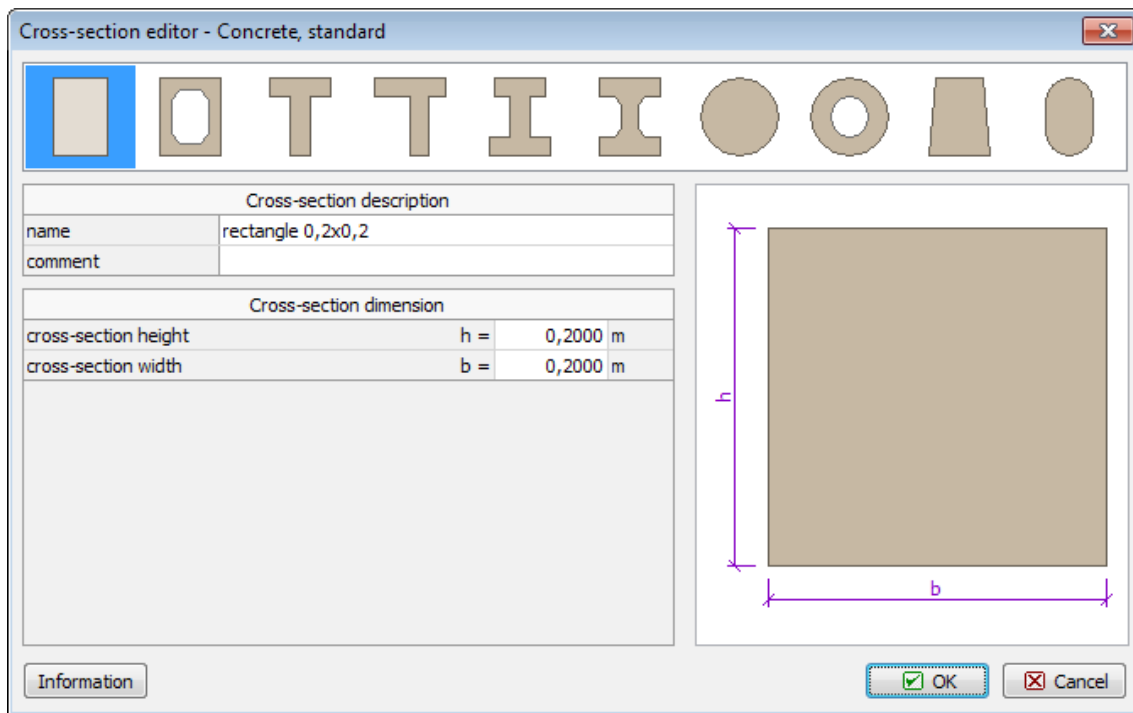 Cross-section editor - Concrete, standard
Cross-section description
name rectangle 0,2x0,2
comment
Cross-section dimension
cross-section height h = 0,2000 m
cross-section width b = 0,2000 m
h
b
Information OK Cancel